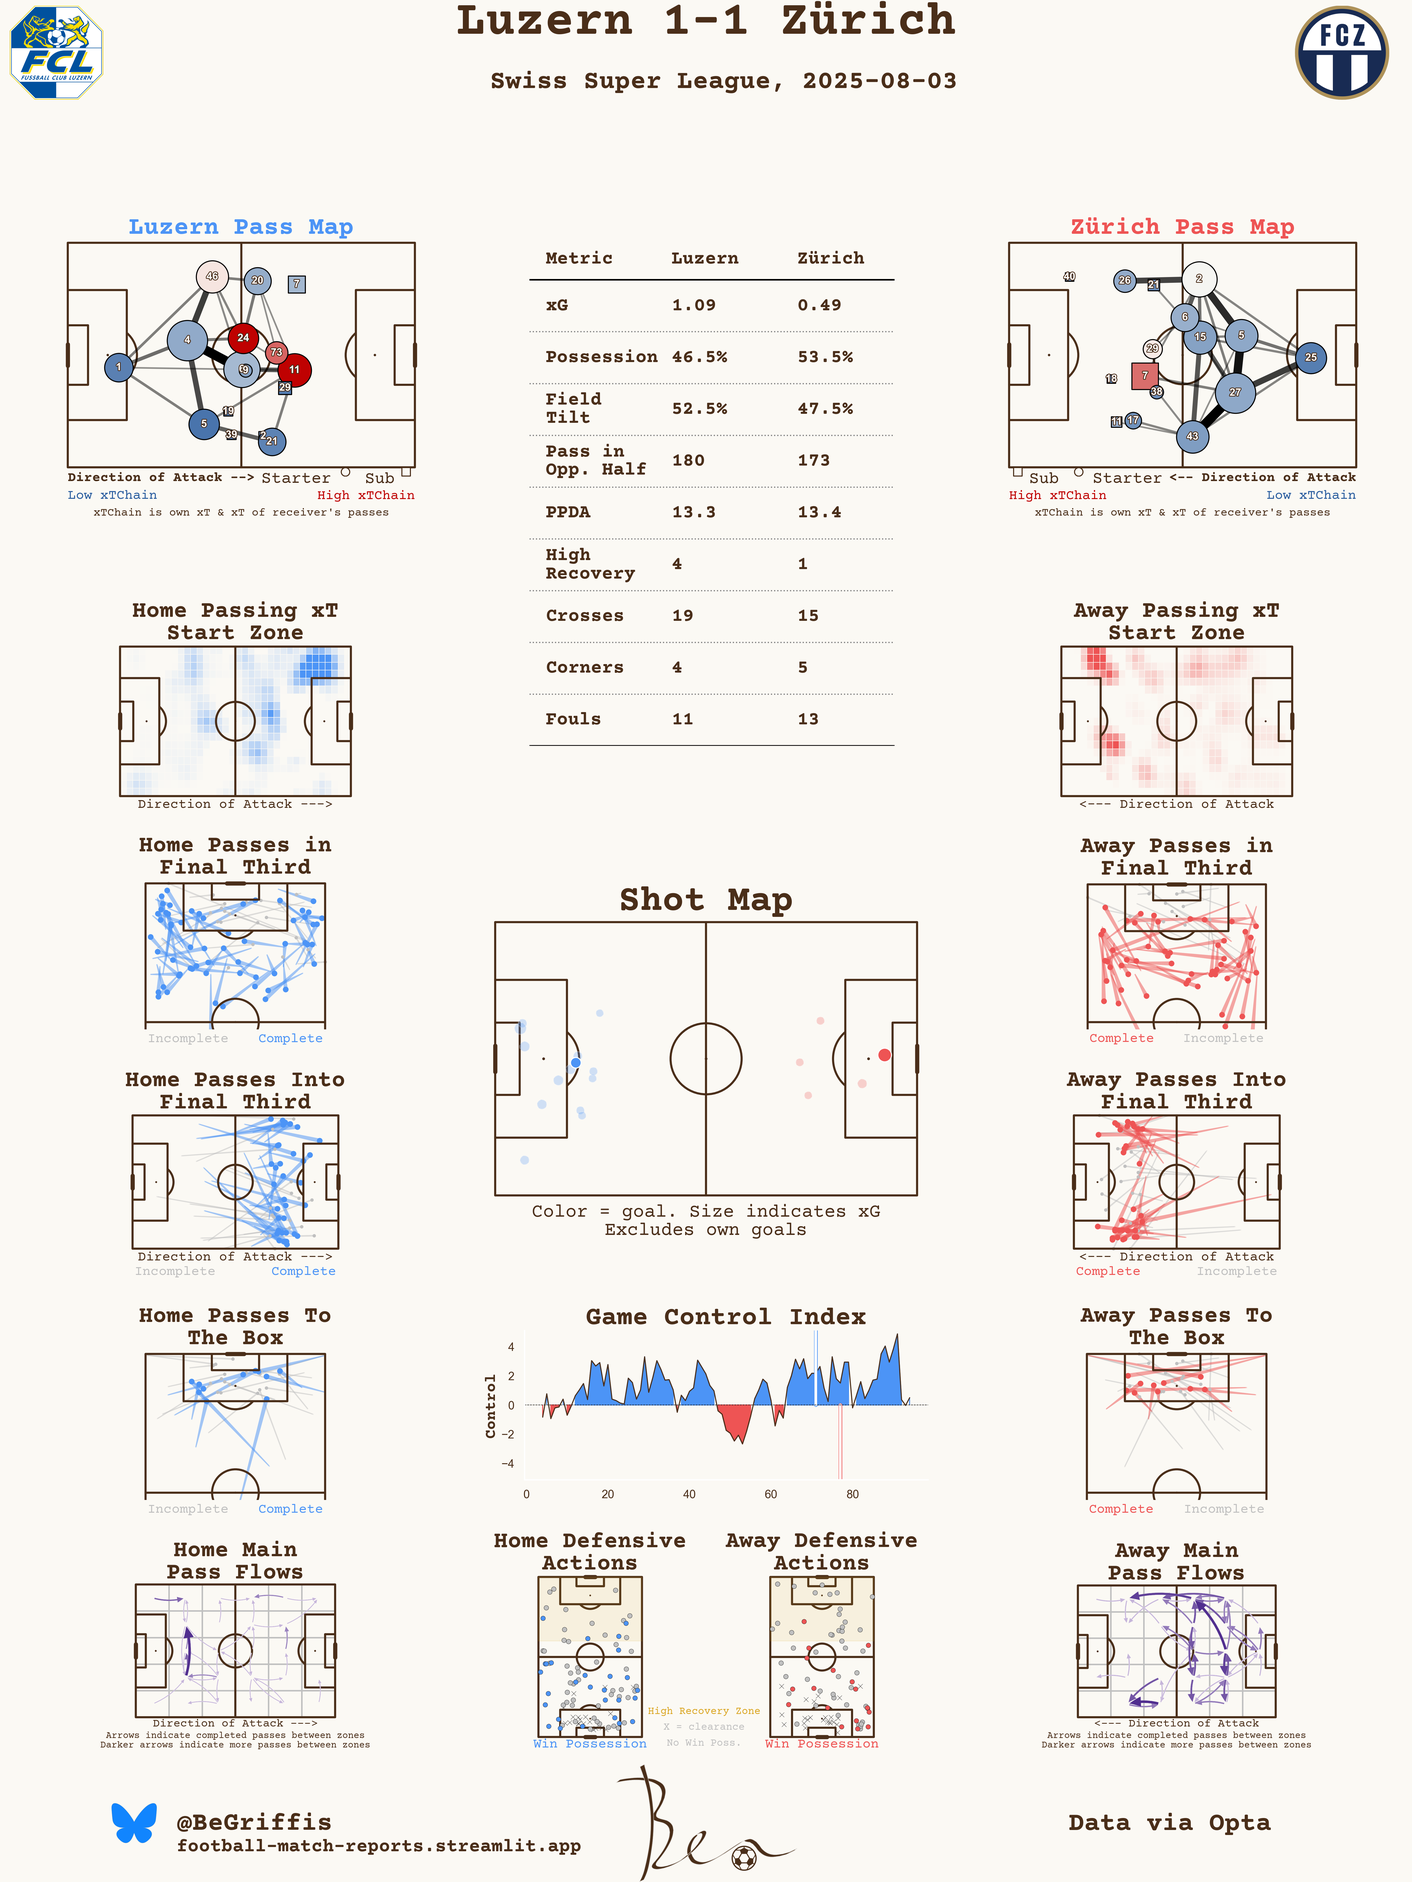 Luzern 1-1 Zürich
Swiss Super League, 2025-08-03
FCL
FUSSBALL CLUB LUZERN
FCZ
Luzern Pass Map
46
20
7
4
24
73
1
9
11
29
19
5
39
2
21
Direction of Attack --> Starter Sub
Low xTChain High xTChain
xTChain is own xT & xT of receiver's passes
Metric Luzern Zürich
xG 1.09 0.49
Possession 46.5% 53.5%
Field
Tilt 52.5% 47.5%
Pass in
Opp. Half 180 173
PPDA 13.3 13.4
High
Recovery 4 1
Crosses 19 15
Corners 4 5
Fouls 11 13
Zürich Pass Map
40
26
21
2
6
15
5
29
25
18
7
38
27
11
17
43
Sub Starter <-- Direction of Attack
High xTChain Low xTChain
xTChain is own xT & xT of receiver's passes
Home Passing xT
Start Zone
Direction of Attack --->
Away Passing xT
Start Zone
<--- Direction of Attack
Home Passes in
Final Third
Incomplete Complete
Away Passes in
Final Third
Complete Incomplete
Shot Map
Color = goal. Size indicates xG
Excludes own goals
Home Passes Into
Final Third
Direction of Attack --->
Incomplete Complete
Away Passes Into
Final Third
<--- Direction of Attack
Complete Incomplete
Home Passes To
The Box
Incomplete Complete
Game Control Index
Control
4
2
0
−2
−4
0 20 40 60 80
Away Passes To
The Box
Complete Incomplete
Home Main
Pass Flows
Direction of Attack --->
Arrows indicate completed passes between zones
Darker arrows indicate more passes between zones
Home Defensive
Actions
Win Possession
Away Defensive
Actions
Win Possession
High Recovery Zone
X = clearance
No Win Poss.
Away Main
Pass Flows
<--- Direction of Attack
Arrows indicate completed passes between zones
Darker arrows indicate more passes between zones
@BeGriffis
football-match-reports.streamlit.app
Ben
Data via Opta